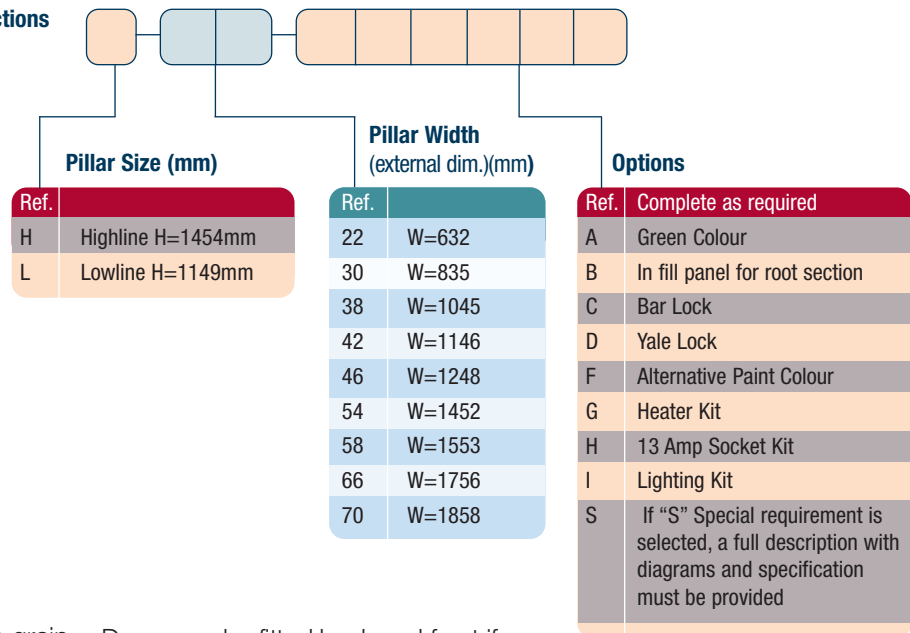 ctions
Pillar Size (mm)
Ref.
H Highline H=1454mm
L Lowline H=1149mm
Pillar Width
(external dim.)(mm)
Ref.
22 W=632
30 W=835
38 W=1045
42 W=1146
46 W=1248
54 W=1452
58 W=1553
66 W=1756
70 W=1858
Options
Ref. Complete as required
A Green Colour
B In fill panel for root section
C Bar Lock
D Yale Lock
F Alternative Paint Colour
G Heater Kit
H 13 Amp Socket Kit
I Lighting Kit
S If “S” Special requirement is
selected, a full description with
diagrams and specification
must be provided